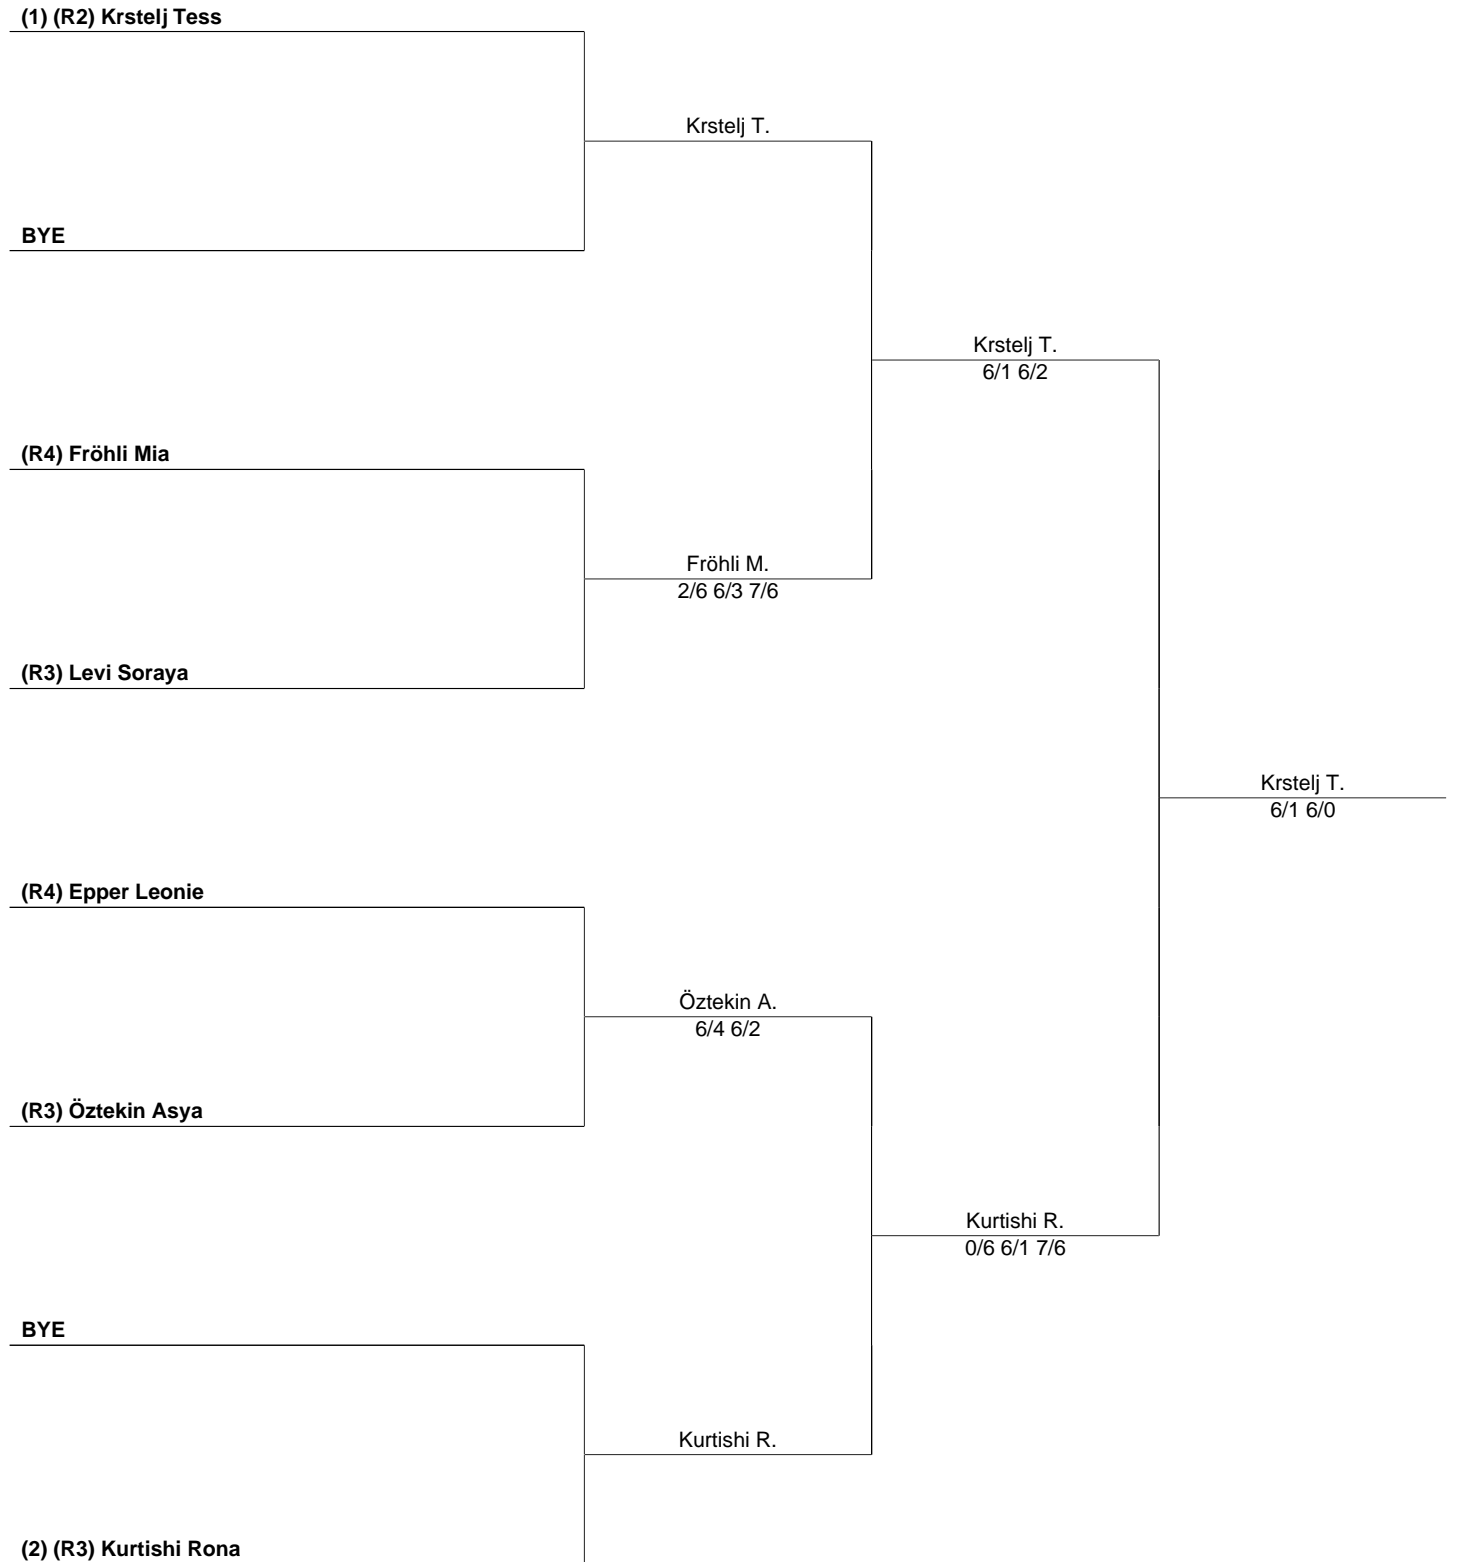 (1) (R2) Krstelj Tess
Krstelj T.
BYE
Krstelj T.
6/1 6/2
(R4) Fröhli Mia
Fröhli M.
2/6 6/3 7/6
(R3) Levi Soraya
Krstelj T.
6/1 6/0
(R4) Epper Leonie
Öztekin A.
6/4 6/2
(R3) Öztekin Asya
Kurtishi R.
0/6 6/1 7/6
BYE
Kurtishi R.
(2) (R3) Kurtishi Rona